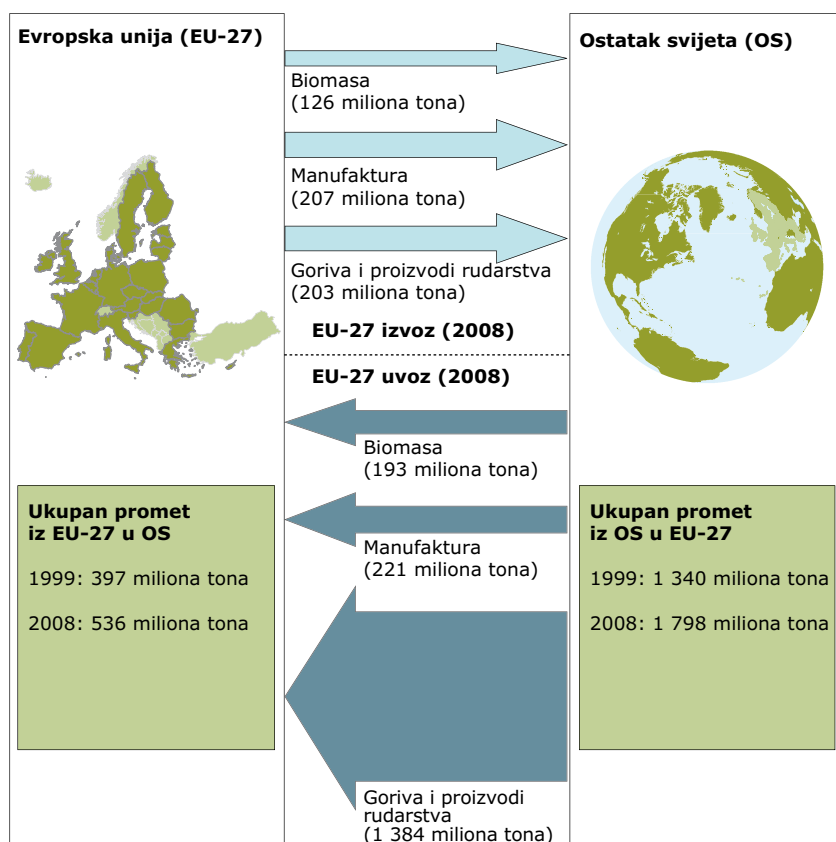 Evropska unija (EU-27)
Biomasa
(126 miliona tona)
Manufaktura
(207 miliona tona)
Goriva i proizvodi rudarstva
(203 miliona tona)
EU-27 izvoz (2008)
Ostatak svijeta (OS)
EU-27 uvoz (2008)
Biomasa
(193 miliona tona)
Manufaktura
(221 miliona tona)
Goriva i proizvodi
rudarstva
(1 384 miliona tona)
Ukupan promet
iz EU-27 u OS
1999: 397 miliona tona
2008: 536 miliona tona
Ukupan promet
iz OS u EU-27
1999: 1 340 miliona tona
2008: 1 798 miliona tona